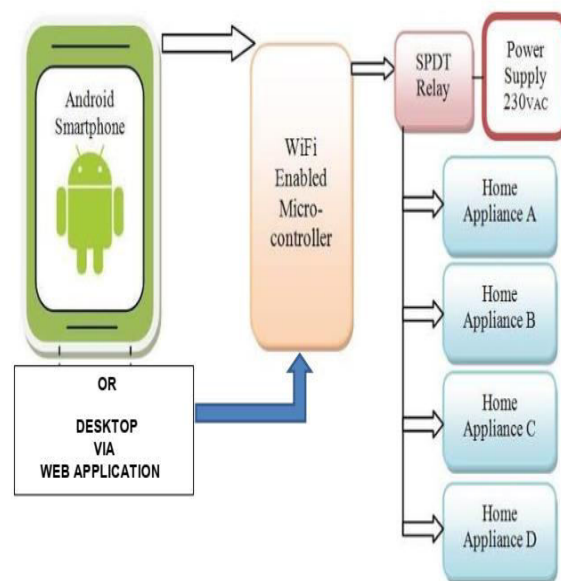 Android
Smartphone
OR
DESKTOP
VIA
WEB APPLICATION
WiFi
Enabled
Micro-
controller
SPDT
Relay
Power
Supply
230VAC
Home
Appliance A
Home
Appliance B
Home
Appliance C
Home
Appliance D